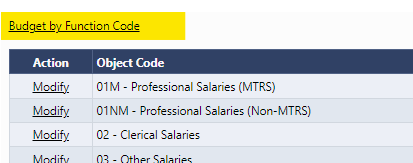 Budget by Function Code
Action Object Code
Modify 01M - Professional Salaries (MTRS)
Modify 01NM - Professional Salaries (Non-MTRS)
Modify 02 - Clerical Salaries
Modify 03 - Other Salaries